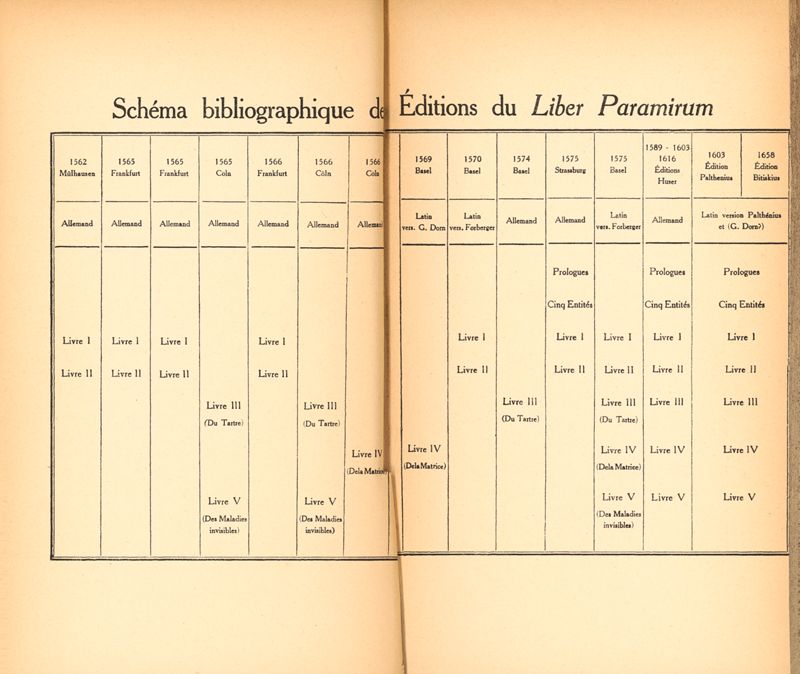 Schéma bibliographique de Éditions du Liber Paramirum
1562 1565 1565 1565 1566 1566 1566 1569 1570 1574 1575 1575 1589 - 1603 1603 1658
1616
Mülhausen Frankfurt Frankfurt Coln Frankfurt Cöln Coln Basel Basel Basel Strassburg Basel Éditions Édition Édition
Huser Palthenius Bitiskius
Allemand Allemand Allemand Allemand Allemand Allemand Allemand Latin Latin Allemand Allemand Latin Allemand Latin version Palthénius
vers. G. Dorn vers. Forberger vers. Forberger et (G. Dorn?)
Prologues Prologues Prologues
Cinq Entités Cinq Entités Cinq Entités
Livre I Livre I Livre I Livre I Livre I Livre I Livre I Livre I Livre I
Livre II Livre II Livre II Livre II Livre II Livre II Livre II Livre II Livre II
Livre III Livre III Livre III Livre III Livre III Livre III
(Du Tartre) (Du Tartre) (Du Tartre) (Du Tartre)
Livre IV Livre IV Livre IV Livre IV Livre IV
(De la Matrice) (De la Matrice) (De la Matrice)
Livre V Livre V Livre V Livre V Livre V
(Des Maladies (Des Maladies (Des Maladies
invisibles) invisibles) invisibles)